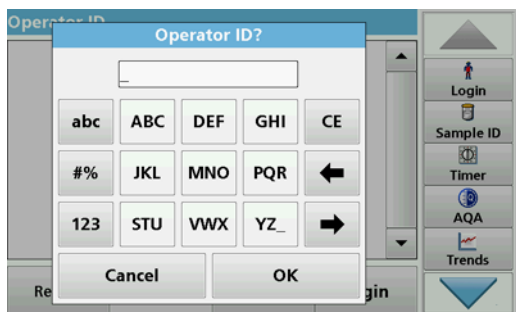 Operator ID
Operator ID?
_
abc ABC DEF GHI CE
#% JKL MNO PQR
123 STU VWX YZ_
Cancel OK
Login
Sample ID
Timer
AQA
Trends